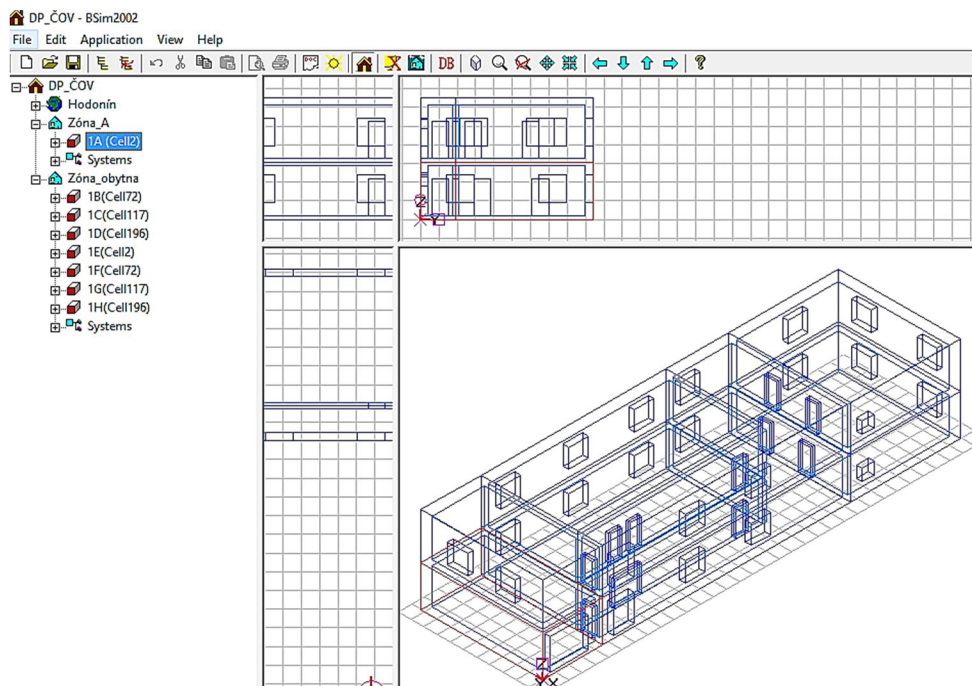 DP_ČOV - BSim2002
File Edit Application View Help
DB
DP_ČOV
Hodonín
Zóna_A
1A (Cell2)
Systems
Zóna_obytna
1B(Cell72)
1C(Cell117)
1D(Cell196)
1E(Cell2)
1F(Cell72)
1G(Cell117)
1H(Cell196)
Systems
Z
Y
Z
Y X